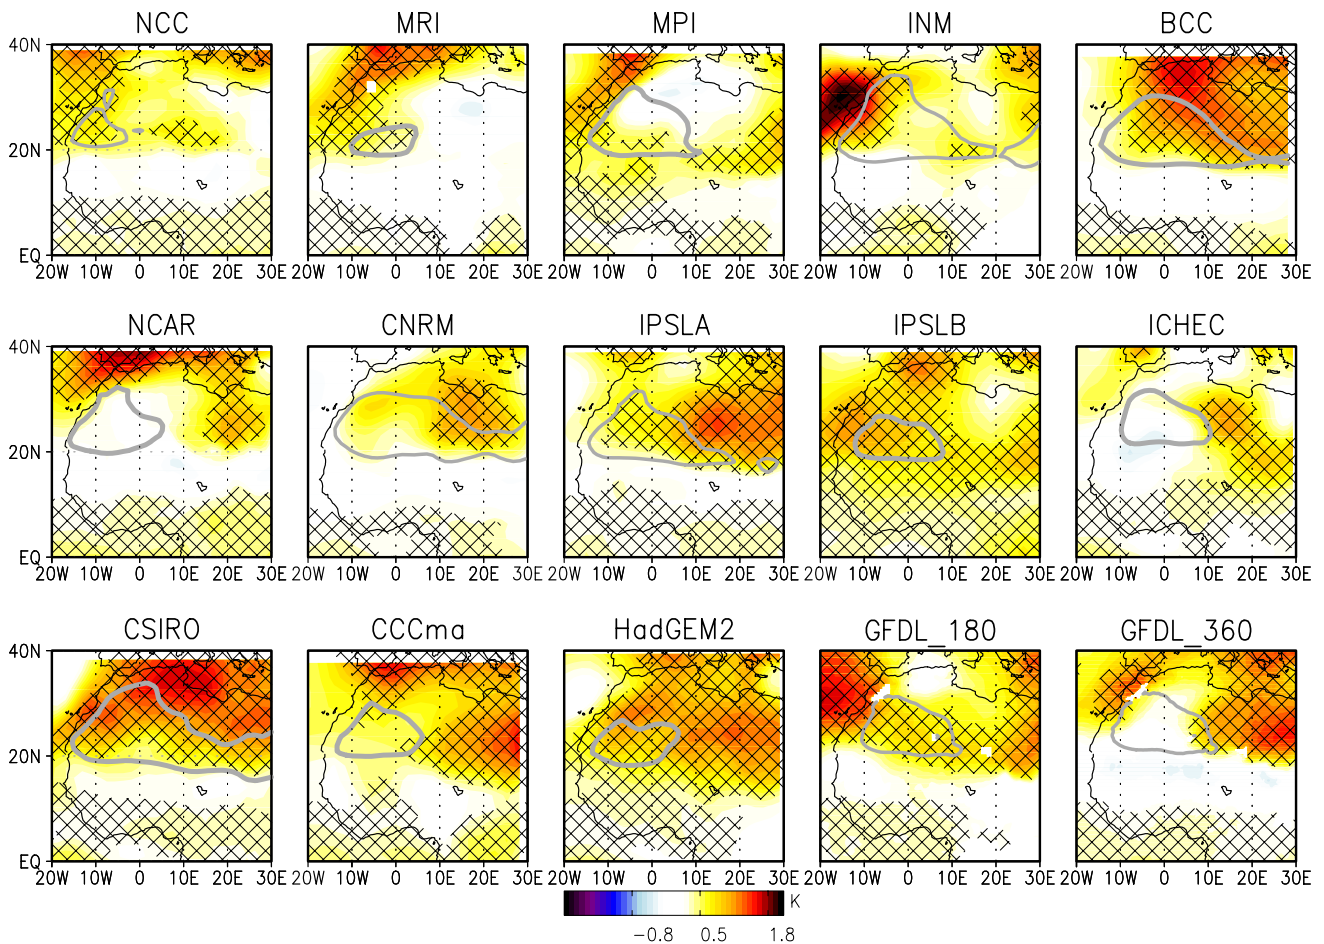 NCC MRI MPI INM BCC
40N
20N
EQ
20W 10W 0 10E 20E 30E 20W 10W 0 10E 20E 30E 20W 10W 0 10E 20E 30E 20W 10W 0 10E 20E 30E 20W 10W 0 10E 20E 30E
NCAR CNRM IPSLA IPSLB ICHEC
40N
20N
EQ
20W 10W 0 10E 20E 30E 20W 10W 0 10E 20E 30E 20W 10W 0 10E 20E 30E 20W 10W 0 10E 20E 30E 20W 10W 0 10E 20E 30E
CSIRO CCCma HadGEM2 GFDL_180 GFDL_360
40N
20N
EQ
20W 10W 0 10E 20E 30E 20W 10W 0 10E 20E 30E 20W 10W 0 10E 20E 30E 20W 10W 0 10E 20E 30E 20W 10W 0 10E 20E 30E
K
−0.8 0.5 1.8